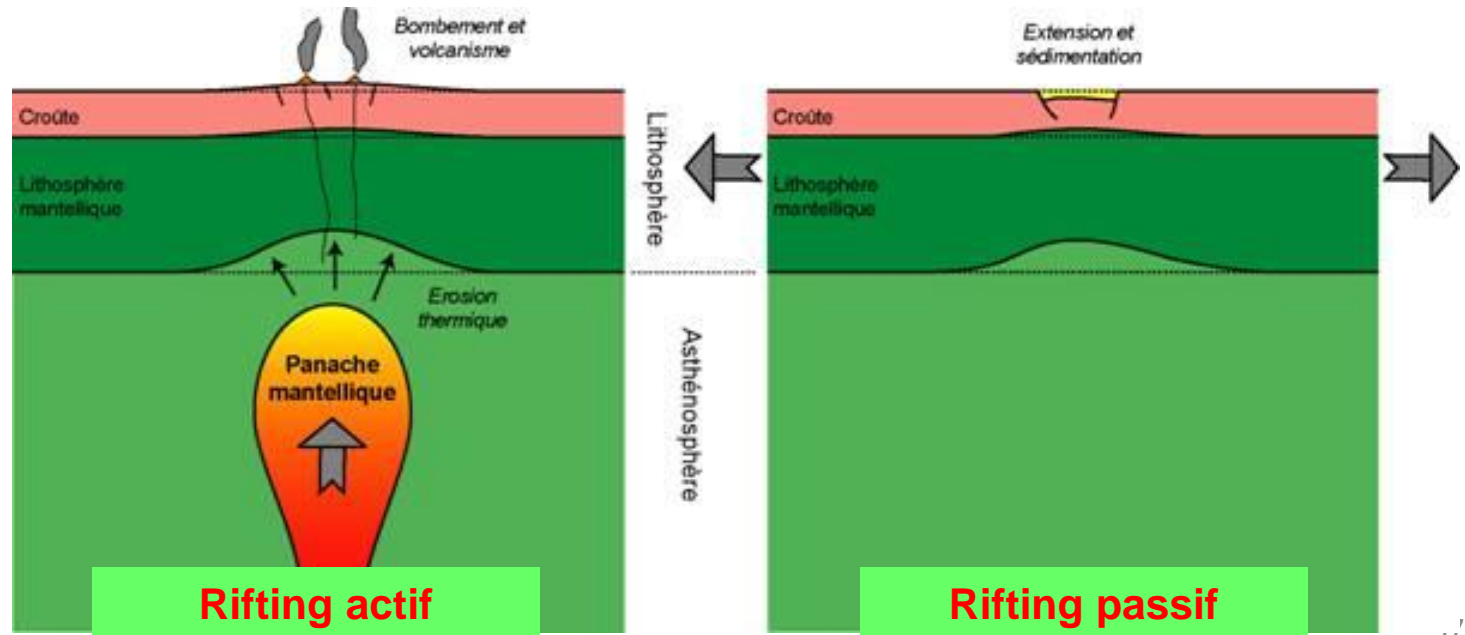 Bombement et
volcanisme
Croûte
Lithosphère
mantellique
Erosion
thermique
Panache
mantellique
Rifting actif
Lithosphère
Asthénosphère
Extension et
sédimentation
Croûte
Lithosphère
mantellique
Rifting passif